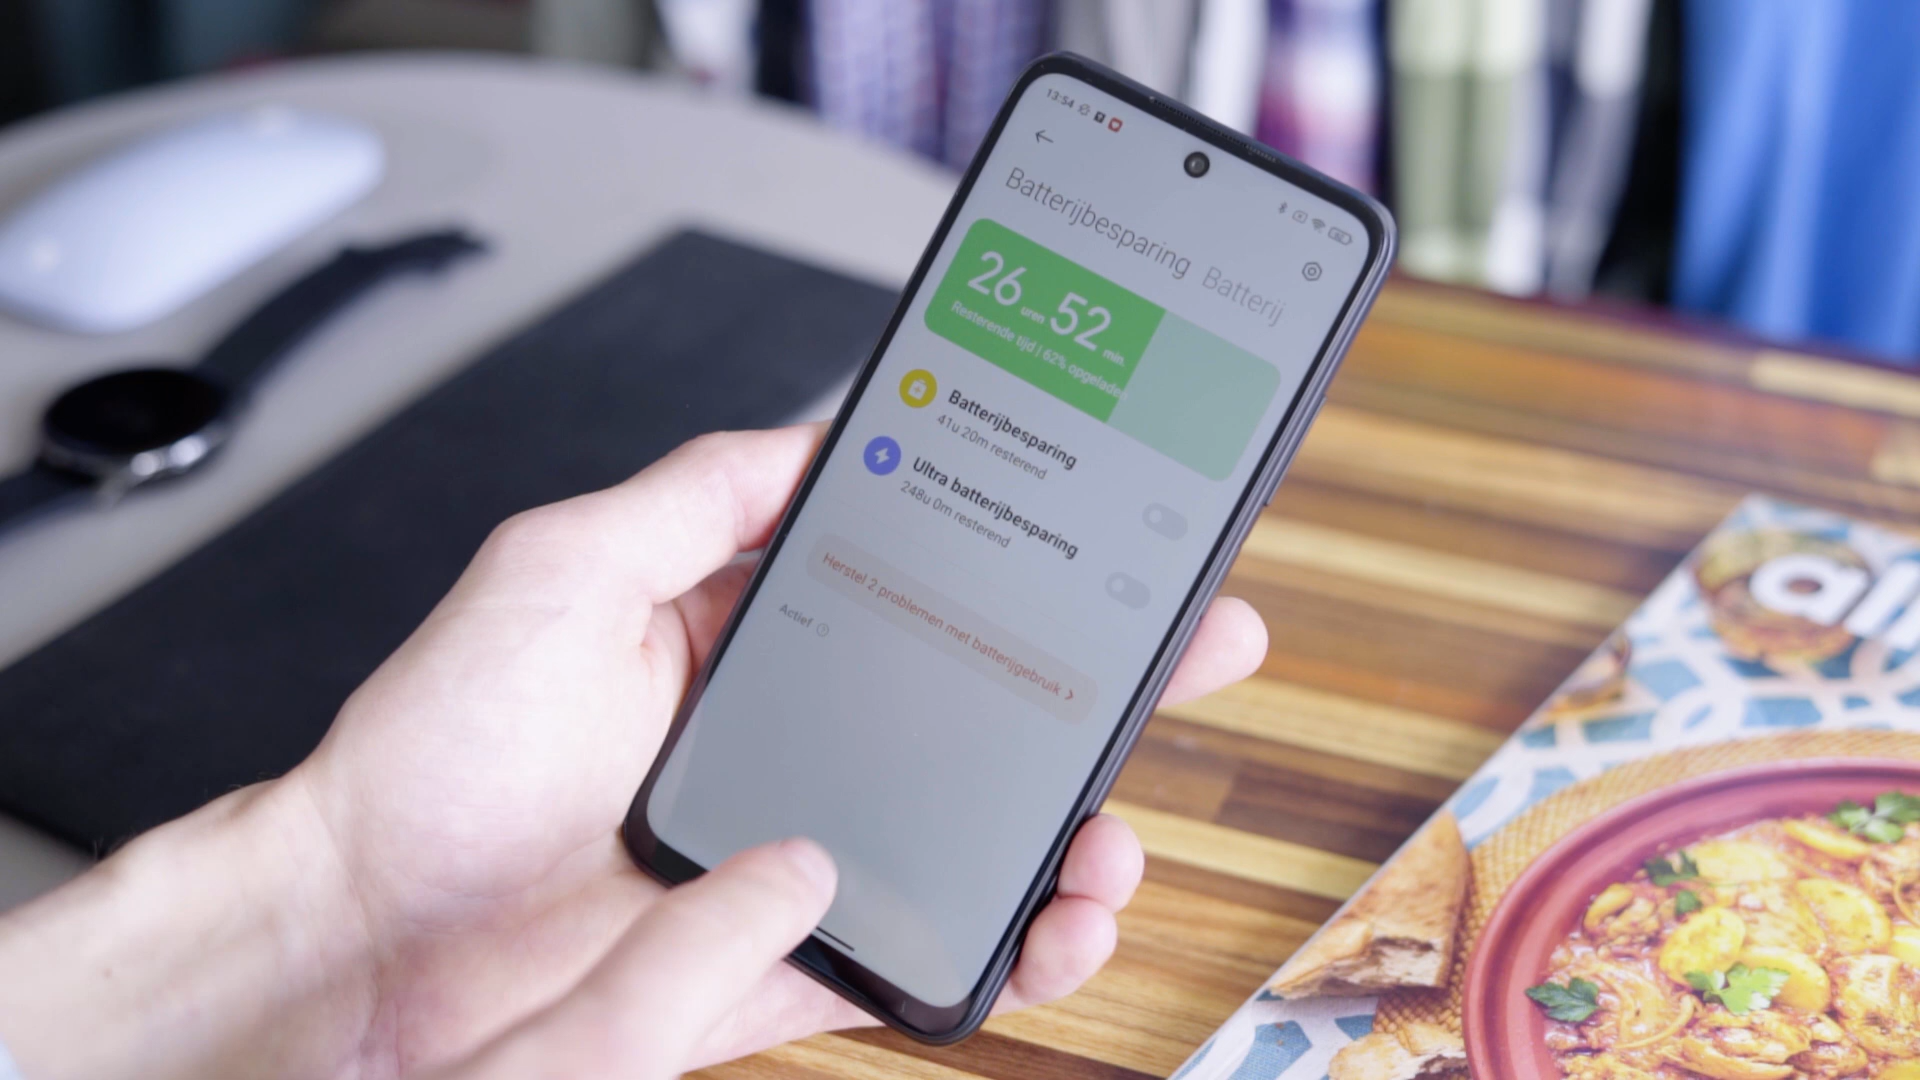 13:54
Batterijbesparing Batterij
26 uren 52 min.
Resterende tijd | 62% opgeladen
Batterijbesparing
41u 20m resterend
Ultra batterijbesparing
248u 0m resterend
Herstel 2 problemen met batterijgebruik >
Actief